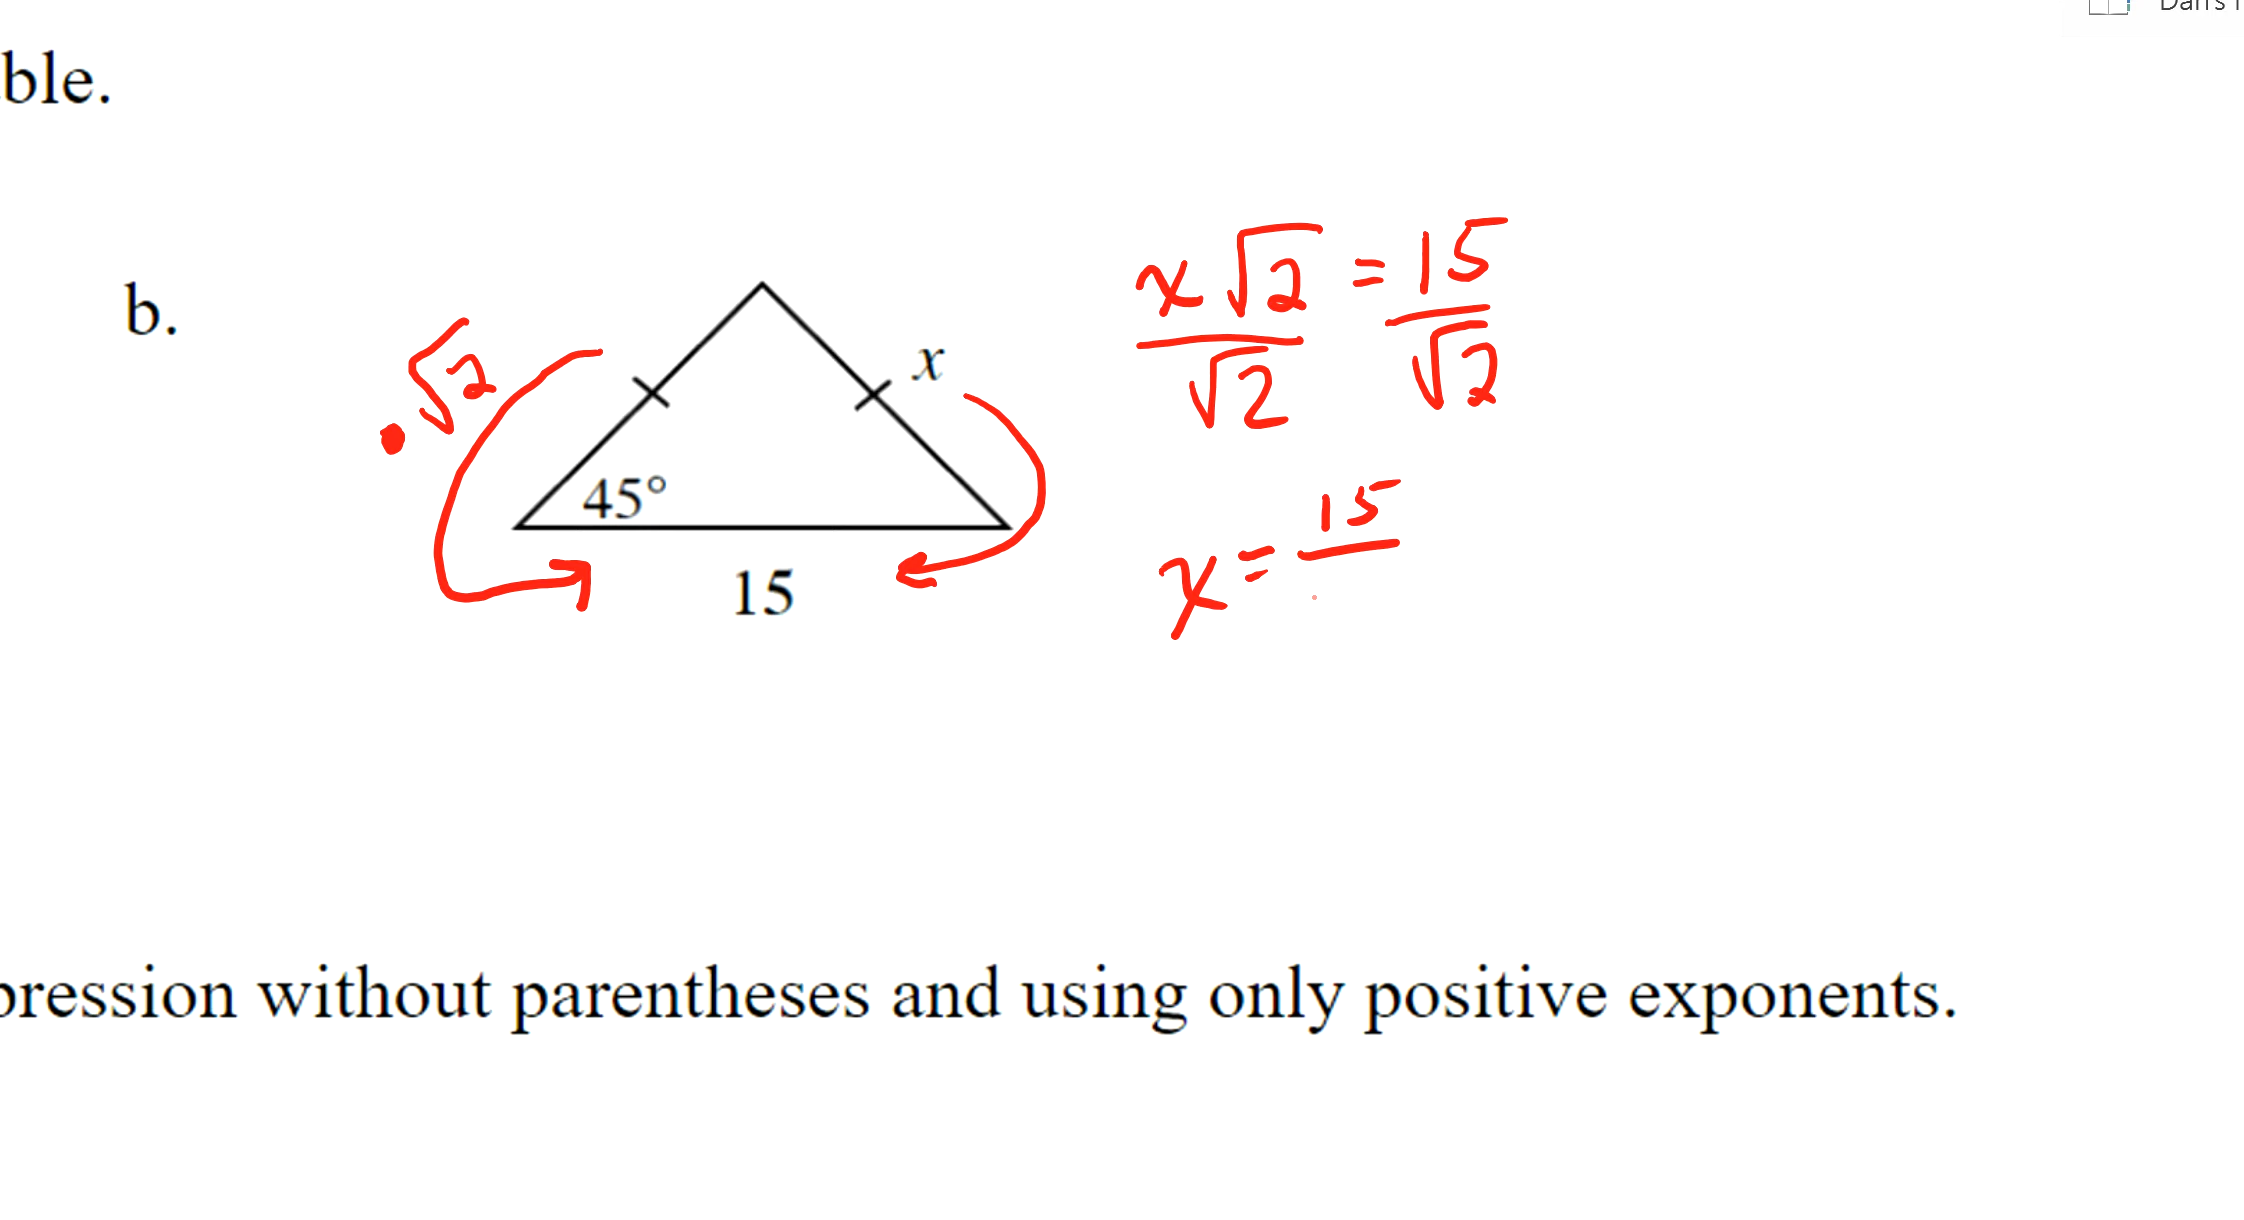 ble.
b.
x
45°
15
·√2
x√2 = 15
√2 √2
x = 15
pression without parentheses and using only positive exponents.